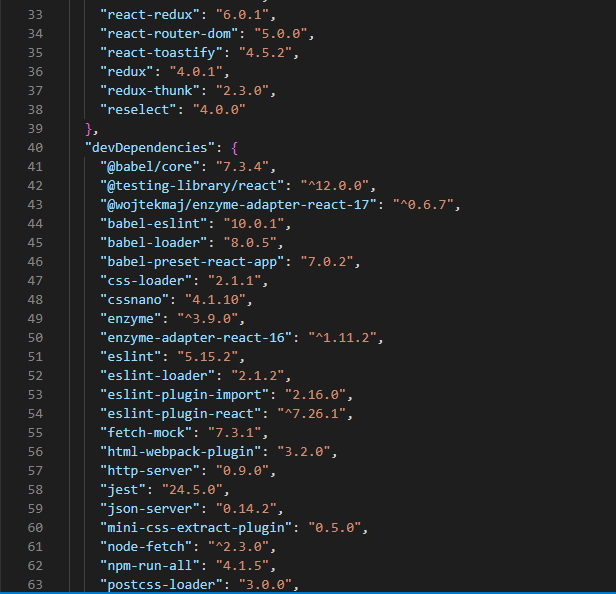 33 "react-redux": "6.0.1",
34 "react-router-dom": "5.0.0",
35 "react-toastify": "4.5.2",
36 "redux": "4.0.1",
37 "redux-thunk": "2.3.0",
38 "reselect": "4.0.0"
39 },
40 "devDependencies": {
41 "@babel/core": "7.3.4",
42 "@testing-library/react": "^12.0.0",
43 "@wojtekmaj/enzyme-adapter-react-17": "^0.6.7",
44 "babel-eslint": "10.0.1",
45 "babel-loader": "8.0.5",
46 "babel-preset-react-app": "7.0.2",
47 "css-loader": "2.1.1",
48 "cssnano": "4.1.10",
49 "enzyme": "^3.9.0",
50 "enzyme-adapter-react-16": "^1.11.2",
51 "eslint": "5.15.2",
52 "eslint-loader": "2.1.2",
53 "eslint-plugin-import": "2.16.0",
54 "eslint-plugin-react": "^7.26.1",
55 "fetch-mock": "7.3.1",
56 "html-webpack-plugin": "3.2.0",
57 "http-server": "0.9.0",
58 "jest": "24.5.0",
59 "json-server": "0.14.2",
60 "mini-css-extract-plugin": "0.5.0",
61 "node-fetch": "^2.3.0",
62 "npm-run-all": "4.1.5",
63 "postcss-loader": "3.0.0",